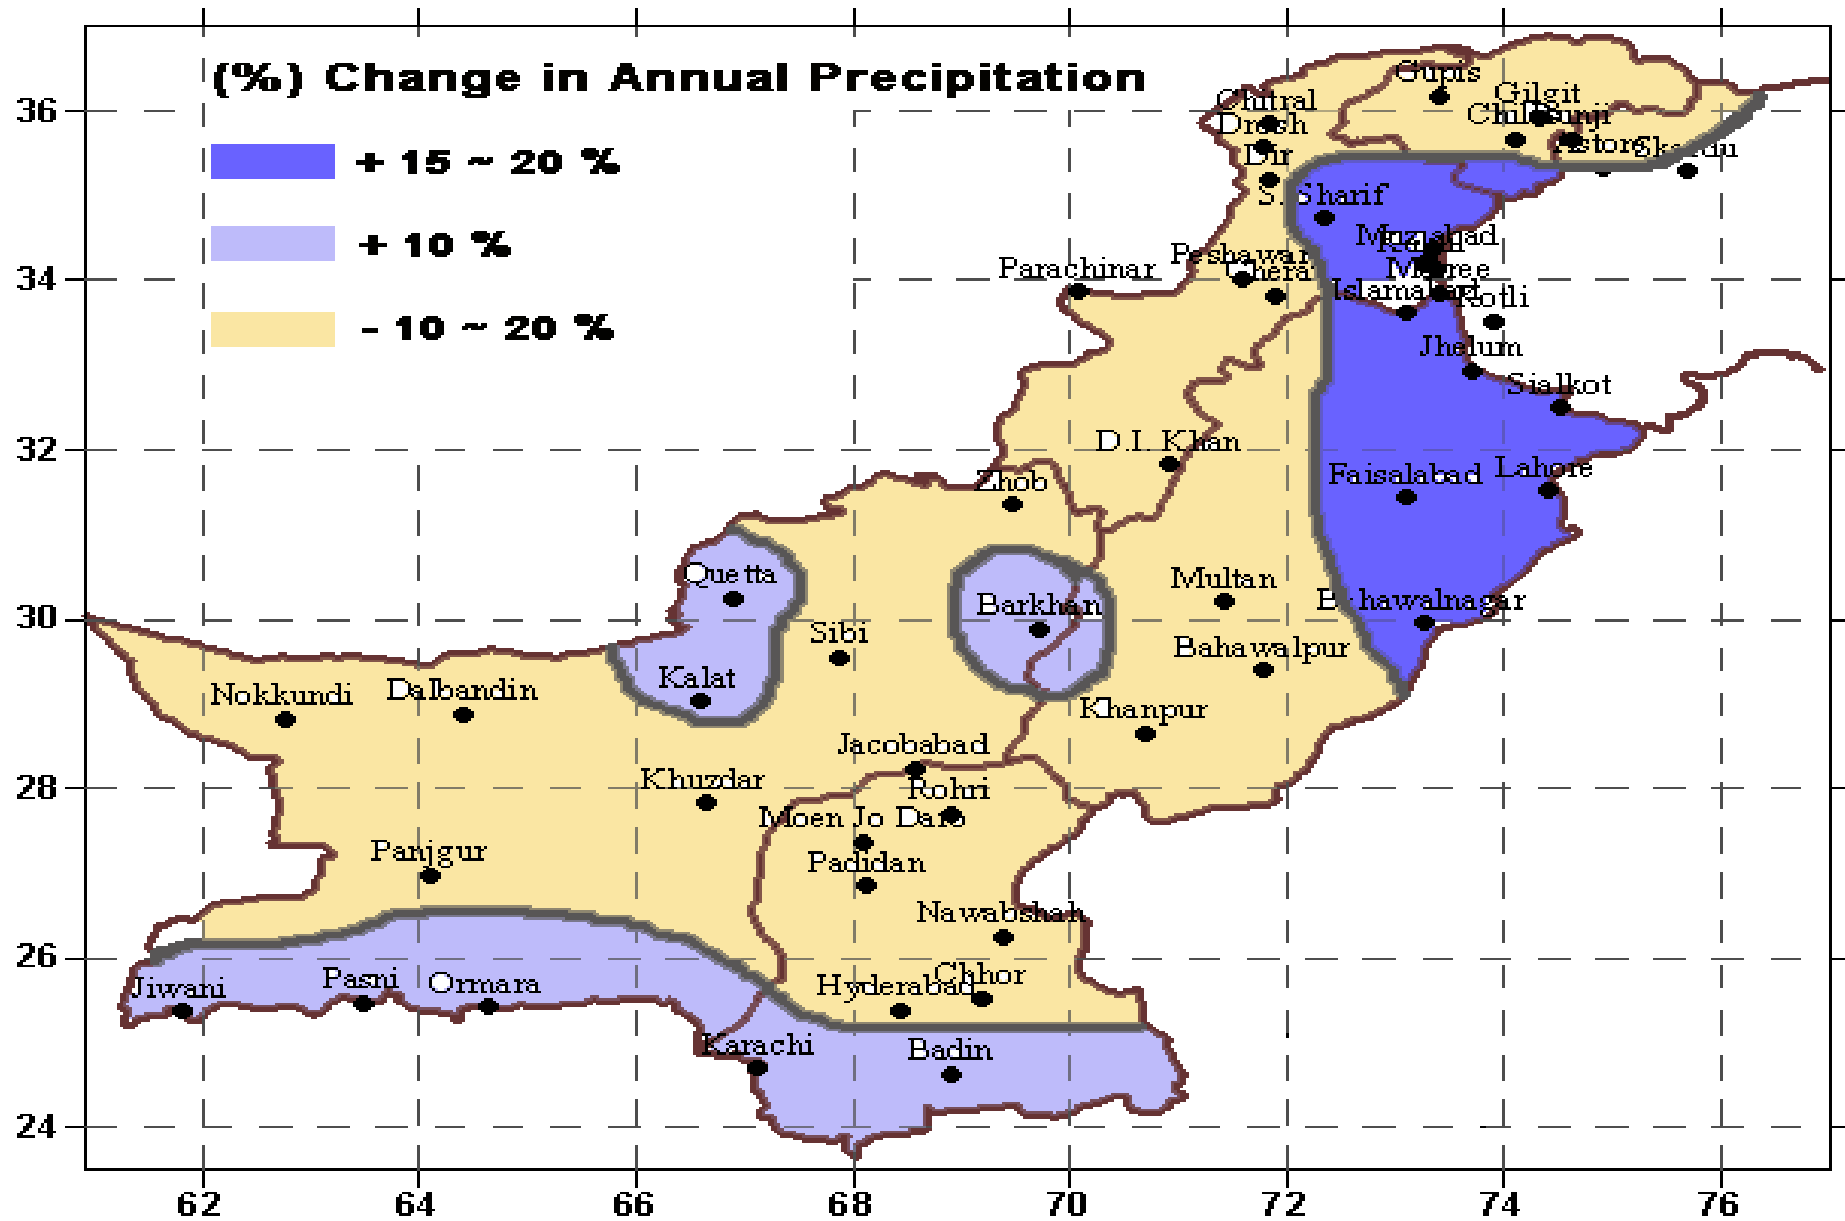 (%) Change in Annual Precipitation
+ 15 ~ 20 %
+ 10 %
- 10 ~ 20 %
36
34
32
30
28
26
24
62 64 66 68 70 72 74 76
Gupis
Gilgit
Chitral
Drosh
Dir
S. Sharif
Skardu
Peshawar
Parachinar
Islamabad
Kotli
Jhelum
Sialkot
D.I. Khan
Faisalabad
Lahore
Zhob
Quetta
Multan
Barkhan
Bahawalnagar
Sibi
Bahawalpur
Kalat
Nokkundi
Dalbandin
Khanpur
Jacobabad
Khuzdar
Rohri
Moen Jo Daro
Panjgur
Padidan
Nawabshah
Chhor
Jiwani
Pasni
Ormara
Hyderabad
Karachi
Badin